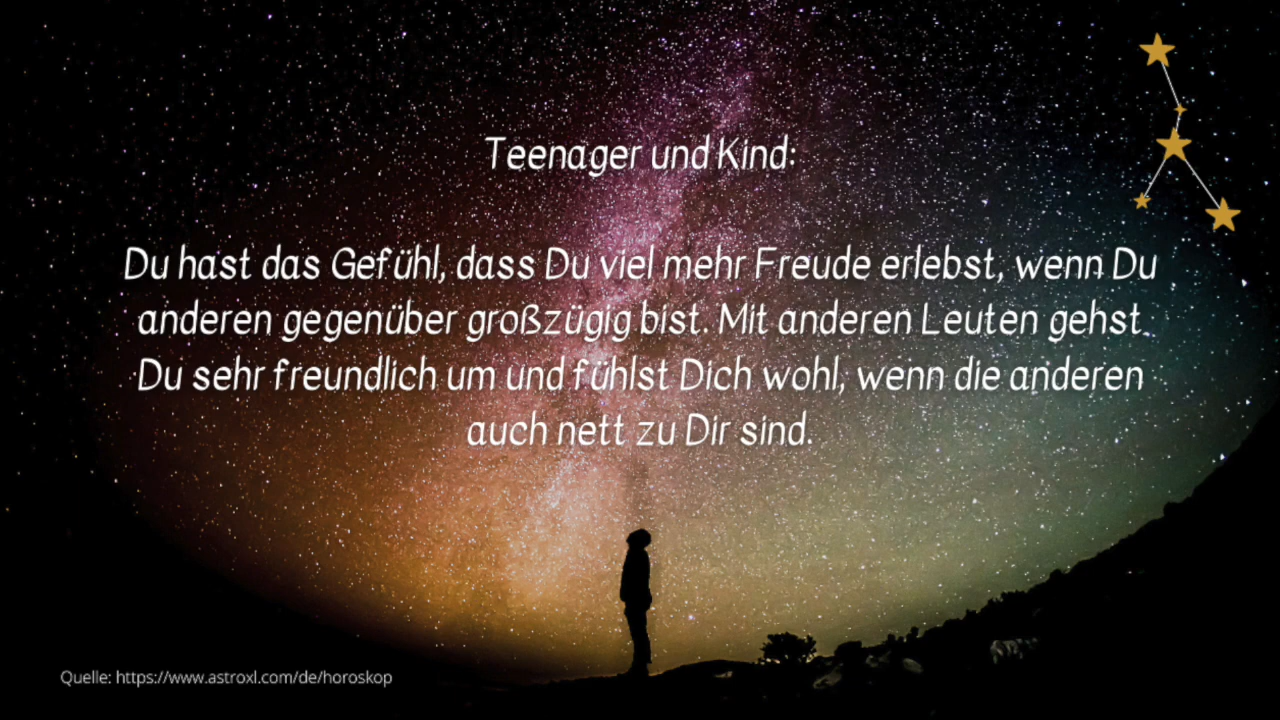 Teenager und Kind:
Du hast das Gefühl, dass Du viel mehr Freude erlebst, wenn Du
anderen gegenüber großzügig bist. Mit anderen Leuten gehst
Du sehr freundlich um und fühlst Dich wohl, wenn die anderen
auch nett zu Dir sind.
Quelle: https://www.astroxl.com/de/horoskop